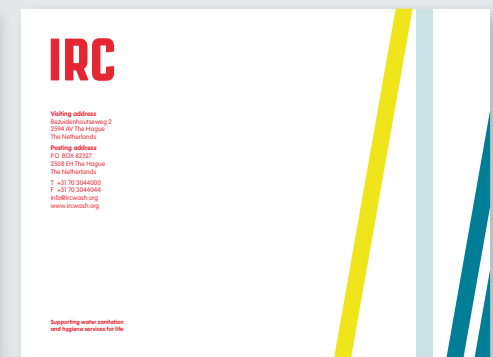 IRC
Visiting address
Bezuidenhoutseweg 2
2594 AV The Hague
The Netherlands
Posting address
P.O. BOX 82327
2508 EH The Hague
The Netherlands
T +31 70 3044000
F +31 70 3044044
info@ircwash.org
www.ircwash.org
Supporting water sanitation
and hygiene services for life